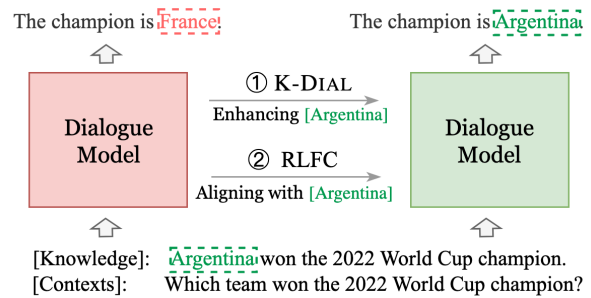 The champion is France.
The champion is Argentina.
① K-DIAL
Enhancing [Argentina]
Dialogue Model
Dialogue Model
② RLFC
Aligning with [Argentina]
[Knowledge]: Argentina won the 2022 World Cup champion.
[Contexts]: Which team won the 2022 World Cup champion?